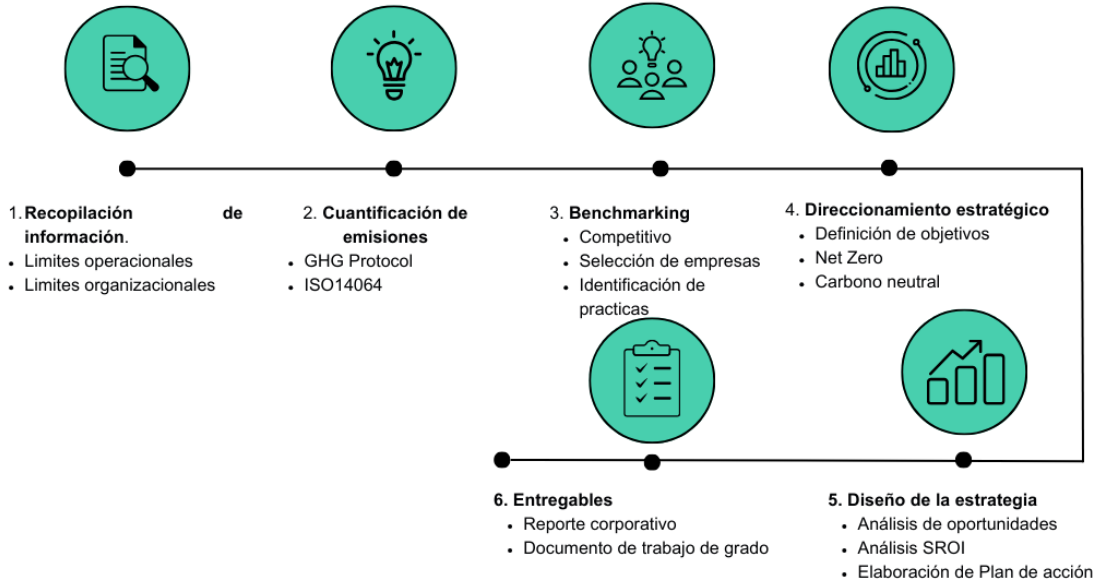 1. Recopilación de
información.
• Limites operacionales
• Limites organizacionales
2. Cuantificación de
emisiones
• GHG Protocol
• ISO14064
3. Benchmarking
• Competitivo
• Selección de empresas
• Identificación de
practicas
4. Direccionamiento estratégico
• Definición de objetivos
• Net Zero
• Carbono neutral
5. Diseño de la estrategia
• Análisis de oportunidades
• Análisis SROI
• Elaboración de Plan de acción
6. Entregables
• Reporte corporativo
• Documento de trabajo de grado